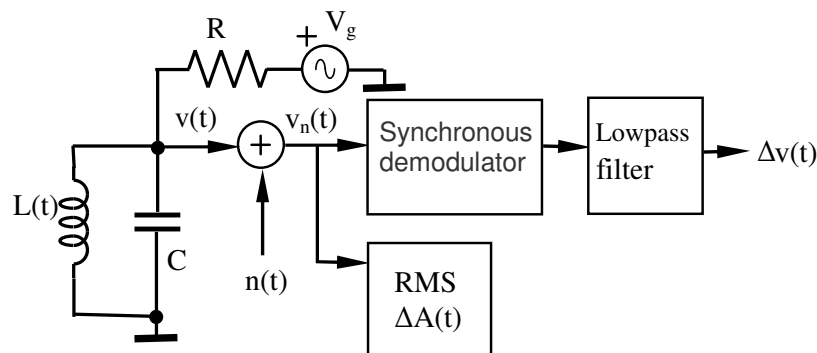 R
+
V_g
v(t)
+
v_n(t)
Synchronous
demodulator
Lowpass
filter
Δv(t)
L(t)
C
n(t)
RMS
ΔA(t)